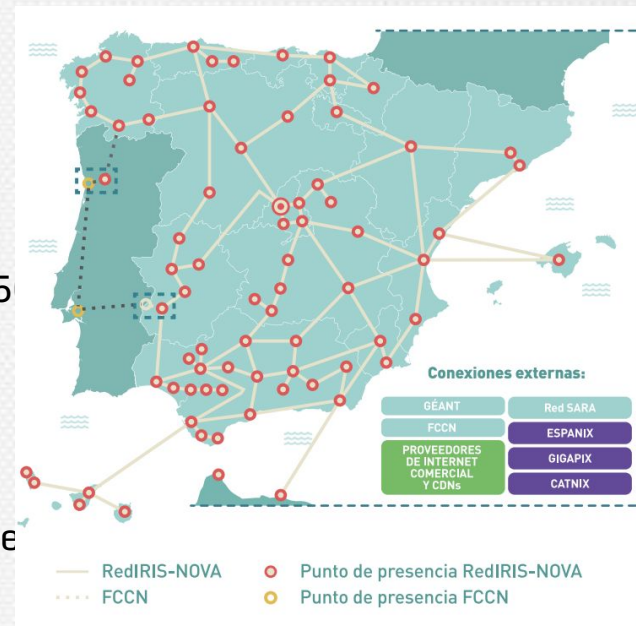 5
Conexiones externas:
GÉANT
Red SARA
FCCN
ESPANIX
PROVEEDORES
DE INTERNET
COMERCIAL
Y CDNs
GIGAPIX
CATNIX
e
RedIRIS-NOVA
Punto de presencia RedIRIS-NOVA
FCCN
Punto de presencia FCCN